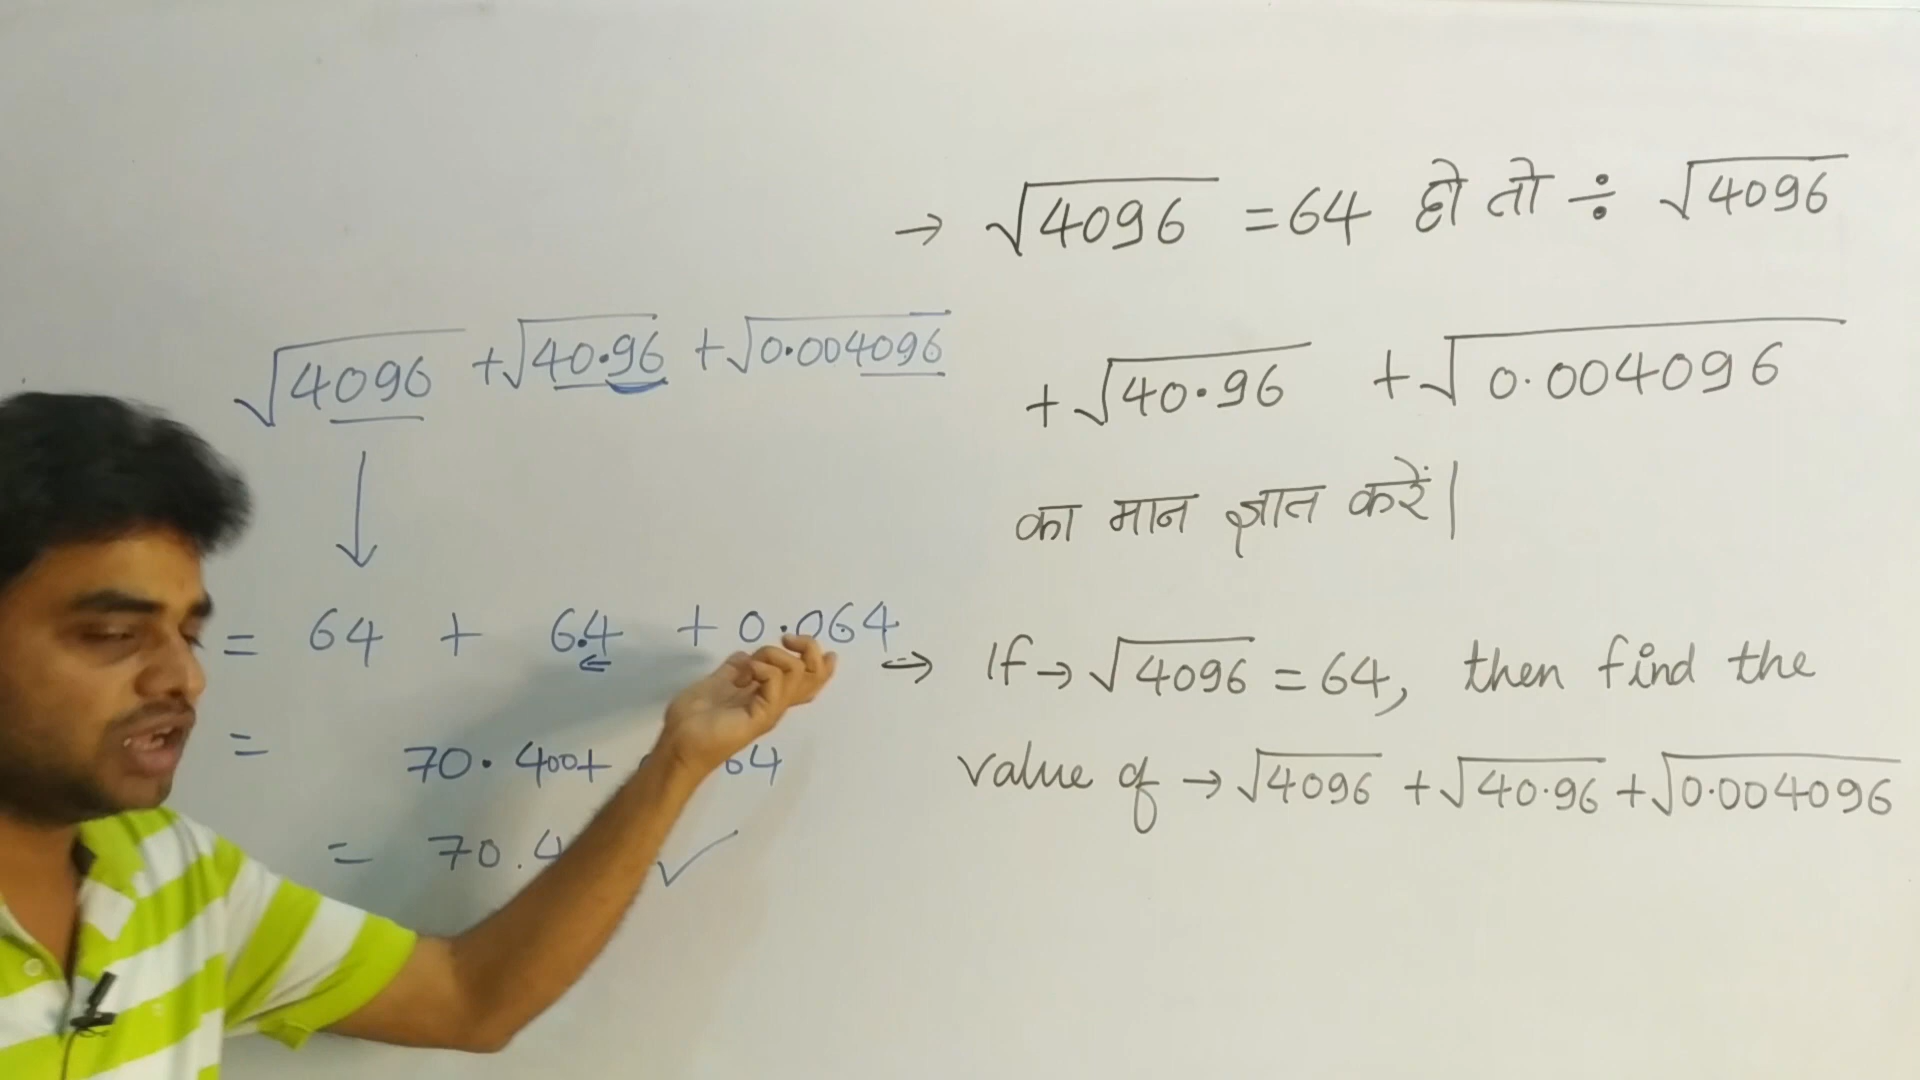 → √4096 = 64 हो तो ÷ √4096
+ √40.96 + √0.004096
का मान ज्ञात करें|
→ If → √4096 = 64, then find the
value of → √4096 + √40.96 + √0.004096
√4096 + √40.96 + √0.004096
↓
= 64 + 6.4 + 0.064
= 70.400+ 64
= 70.4 ✓